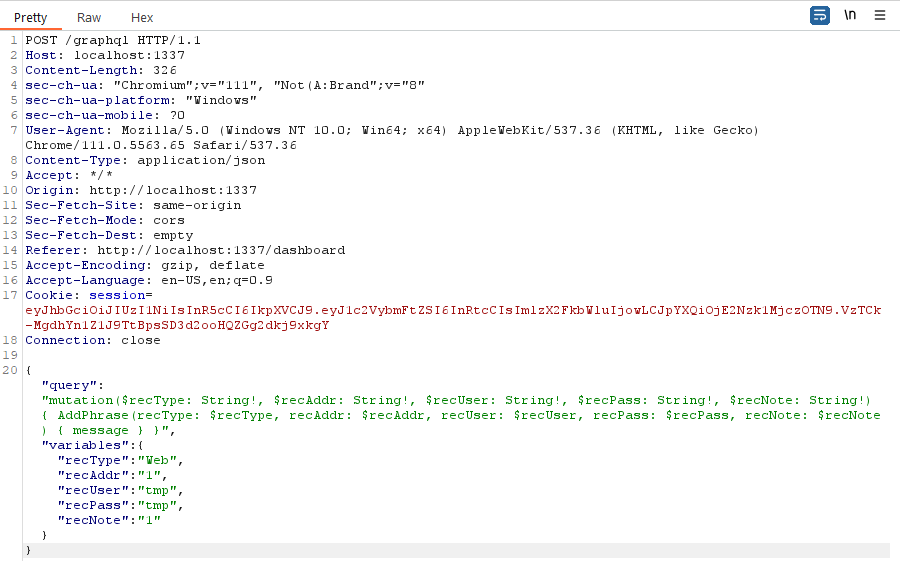 Pretty Raw Hex \n
1 POST /graphql HTTP/1.1
2 Host: localhost:1337
3 Content-Length: 326
4 sec-ch-ua: "Chromium";v="111", "Not(A:Brand";v="8"
5 sec-ch-ua-platform: "Windows"
6 sec-ch-ua-mobile: ?0
7 User-Agent: Mozilla/5.0 (Windows NT 10.0; Win64; x64) AppleWebKit/537.36 (KHTML, like Gecko)
Chrome/111.0.5563.65 Safari/537.36
8 Content-Type: application/json
9 Accept: */*
10 Origin: http://localhost:1337
11 Sec-Fetch-Site: same-origin
12 Sec-Fetch-Mode: cors
13 Sec-Fetch-Dest: empty
14 Referer: http://localhost:1337/dashboard
15 Accept-Encoding: gzip, deflate
16 Accept-Language: en-US,en;q=0.9
17 Cookie: session=
eyJhbGciOiJIUzI1NiIsInR5cCI6IkpXVCJ9.eyJ1c2VybmFtZSI6InRtcCIsImlzX2FkbWluIjowLCJpYXQiOjE2Nzk1MjczOTN9.VzTCk
-MgdhYn1Z1J9TtBpsSD3d2ooHQZGg2dkj9xkgY
18 Connection: close
19
20 {
"query":
"mutation($recType: String!, $recAddr: String!, $recUser: String!, $recPass: String!, $recNote: String!)
{ AddPhrase(recType: $recType, recAddr: $recAddr, recUser: $recUser, recPass: $recPass, recNote: $recNote
) { message } }",
"variables":{
"recType":"Web",
"recAddr":"1",
"recUser":"tmp",
"recPass":"tmp",
"recNote":"1"
}
}